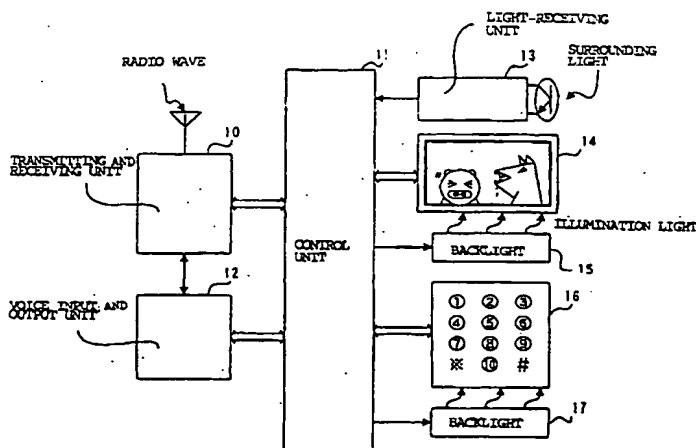 LIGHT-RECEIVING
UNIT
11
13
SURROUNDING
LIGHT
RADIO WAVE
10
14
TRANSMITTING AND
RECEIVING UNIT
ILLUMINATION LIGHT
CONTROL
UNIT
BACKLIGHT
15
12
16
VOICE INPUT AND
OUTPUT UNIT
① ② ③
④ ⑤ ⑥
⑦ ⑧ ⑨
※ ⑩ #
17
BACKLIGHT